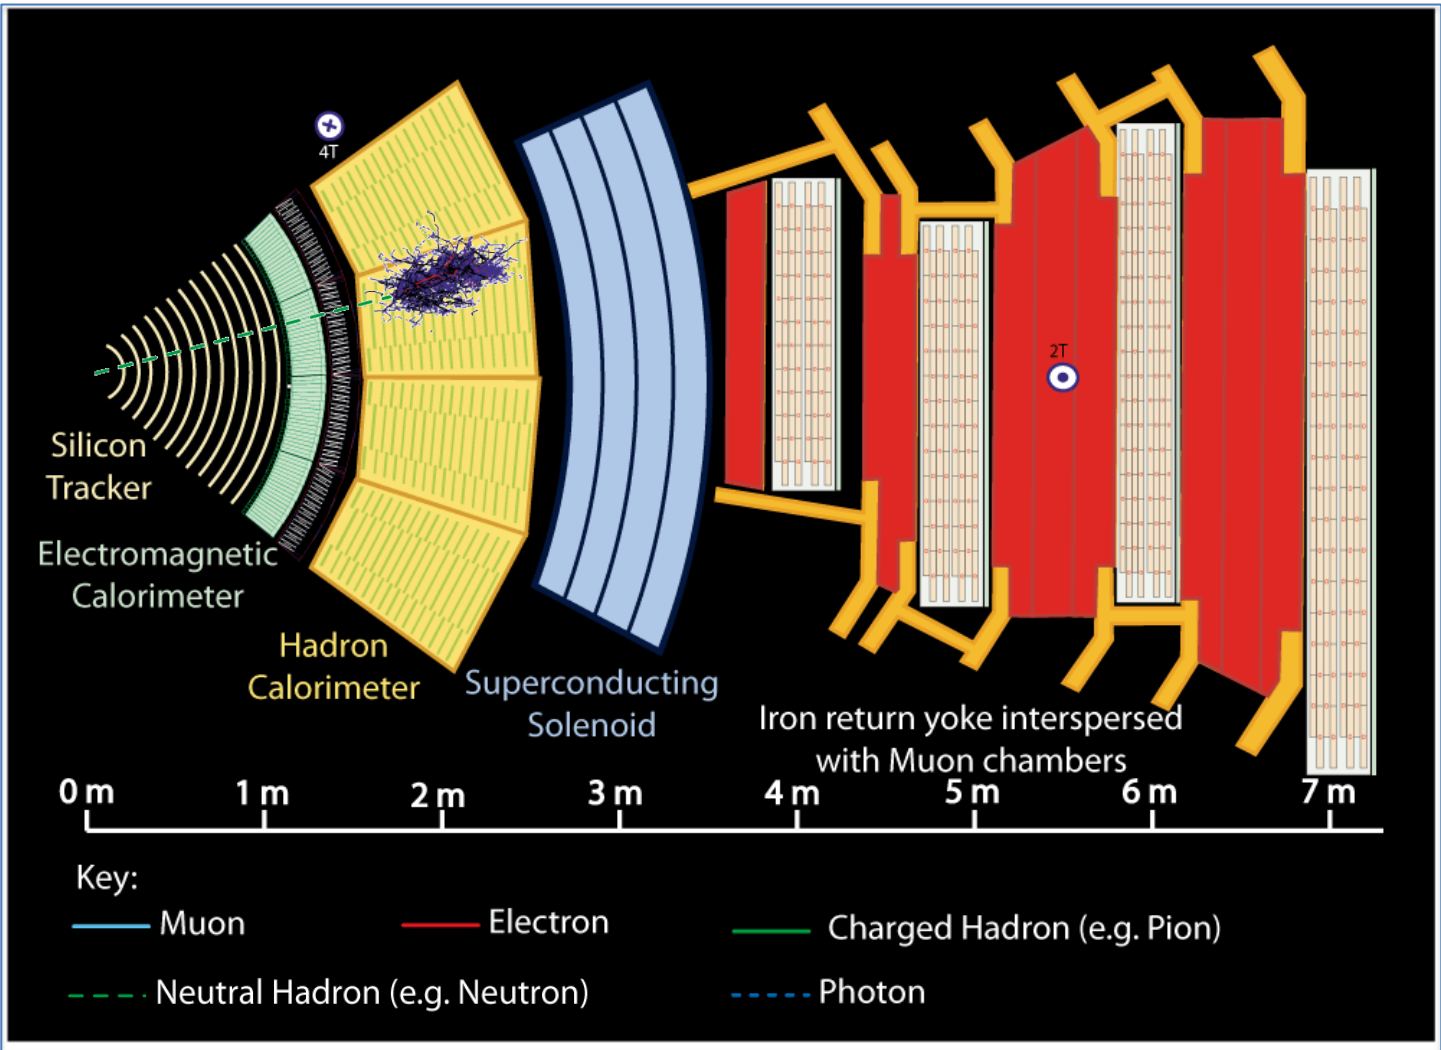 4T
2T
Silicon
Tracker
Electromagnetic
Calorimeter
Hadron
Calorimeter
Superconducting
Solenoid
Iron return yoke interspersed
with Muon chambers
0 m 1 m 2 m 3 m 4 m 5 m 6 m 7 m
Key:
Muon Electron Charged Hadron (e.g. Pion)
Neutral Hadron (e.g. Neutron) Photon